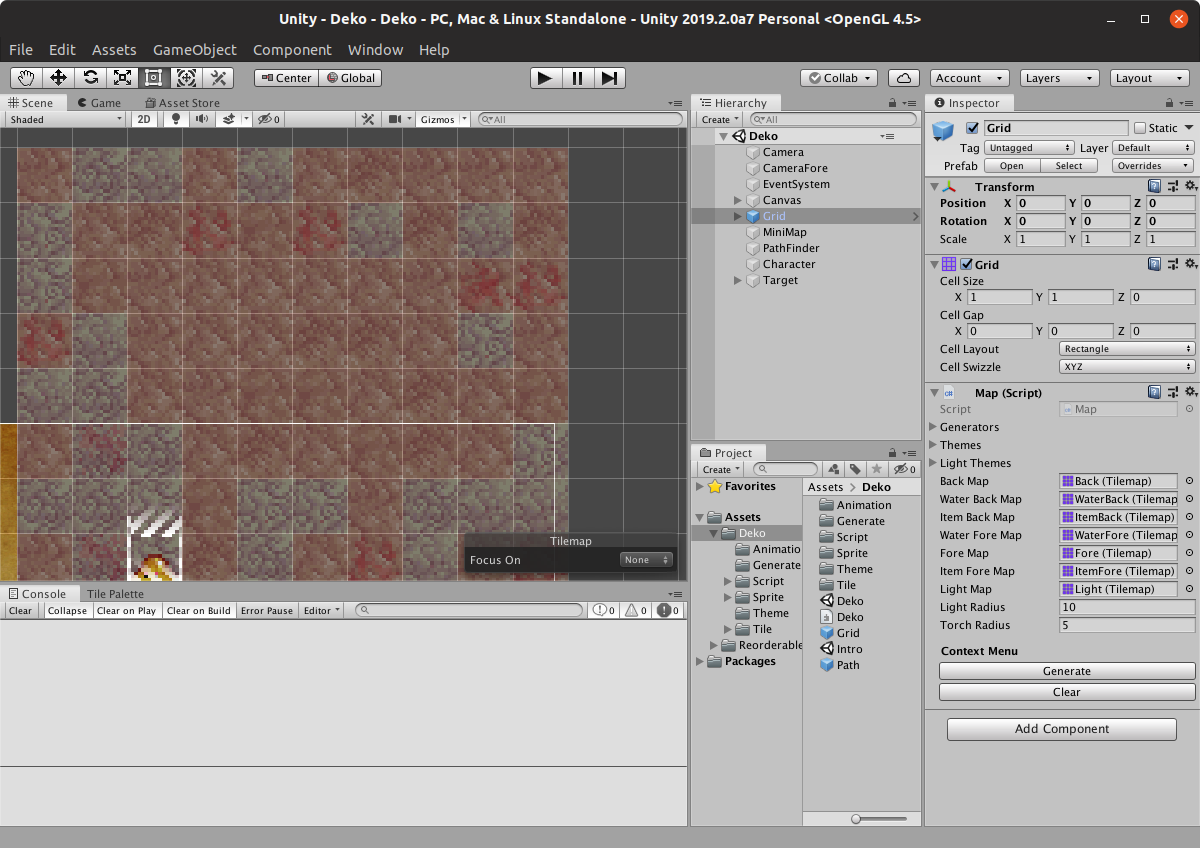 Unity - Deko - Deko - PC, Mac & Linux Standalone - Unity 2019.2.0a7 Personal <OpenGL 4.5>
File Edit Assets GameObject Component Window Help
Center Global Collab Account Layers Layout
Scene Game Asset Store
Shaded 2D 0 Gizmos All
Tilemap
Focus On None
Console Tile Palette
Clear Collapse Clear on Play Clear on Build Error Pause Editor 0 0 0
Hierarchy
Create All
Deko
Camera
CameraFore
EventSystem
Canvas
Grid
MiniMap
PathFinder
Character
Target
Project
Create 0
Favorites
Assets
Deko
Animatio
Generate
Script
Sprite
Theme
Tile
Reorderable
Packages
Assets > Deko
Animation
Generate
Script
Sprite
Theme
Tile
Deko
Deko
Grid
Intro
Path
Inspector
Grid Static
Tag Untagged Layer Default
Prefab Open Select Overrides
Transform
Position X 0 Y 0 Z 0
Rotation X 0 Y 0 Z 0
Scale X 1 Y 1 Z 1
Grid
Cell Size
X 1 Y 1 Z 0
Cell Gap
X 0 Y 0 Z 0
Cell Layout Rectangle
Cell Swizzle XYZ
Map (Script)
Script Map
Generators
Themes
Light Themes
Back Map Back (Tilemap)
Water Back Map WaterBack (Tilemap
Item Back Map ItemBack (Tilemap)
Water Fore Map WaterFore (Tilemap
Fore Map Fore (Tilemap)
Item Fore Map ItemFore (Tilemap)
Light Map Light (Tilemap)
Light Radius 10
Torch Radius 5
Context Menu
Generate
Clear
Add Component